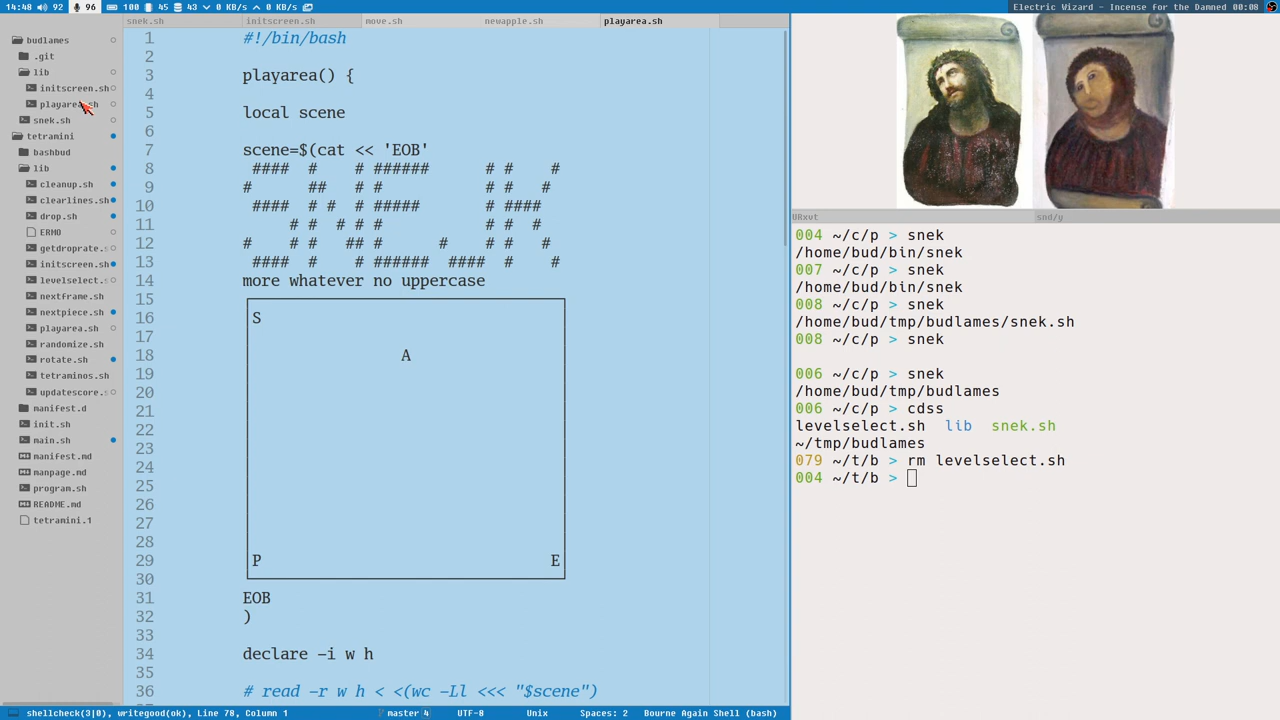 14:48 92 96 100 45 43 0 KB/s 0 KB/s
Electric Wizard - Incense for the Damned 00:08
snek.sh initscreen.sh move.sh newapple.sh playarea.sh
budlames
.git
lib
initscreen.sh
playarea.sh
snek.sh
tetramini
bashbud
lib
cleanup.sh
clearlines.sh
drop.sh
ERMO
getdroprate.
initscreen.sh
levelselect.
nextframe.sh
nextpiece.sh
playarea.sh
randomize.sh
rotate.sh
tetraminos.sh
updatescore.
manifest.d
init.sh
main.sh
manifest.md
manpage.md
program.sh
README.md
tetramini.1
1 #!/bin/bash
2
3 playarea() {
4
5 local scene
6
7 scene=$(cat << 'EOB'
8  ####  #    # ######      # #    #
9 #      ##   # #           # #   #
10  ####  # #  # #####       # ####
11      # #  # # #           # #  #
12 #    # #   ## #      #    # #   #
13  ####  #    # ######  ####  #    #
14 more whatever no uppercase
15
16 S
17
18 A
19
20
21
22
23
24
25
26
27
28
29 P E
30
31 EOB
32 )
33
34 declare -i w h
35
36 # read -r w h < <(wc -Ll <<< "$scene")
shellcheck(3|0), writegood(ok), Line 78, Column 1 master 4 UTF-8 Unix Spaces: 2 Bourne Again Shell (bash)
URxvt snd/y
004 ~/c/p > snek
/home/bud/bin/snek
007 ~/c/p > snek
/home/bud/bin/snek
008 ~/c/p > snek
/home/bud/tmp/budlames/snek.sh
008 ~/c/p > snek
006 ~/c/p > snek
/home/bud/tmp/budlames
006 ~/c/p > cdss
levelselect.sh lib snek.sh
~/tmp/budlames
079 ~/t/b > rm levelselect.sh
004 ~/t/b >